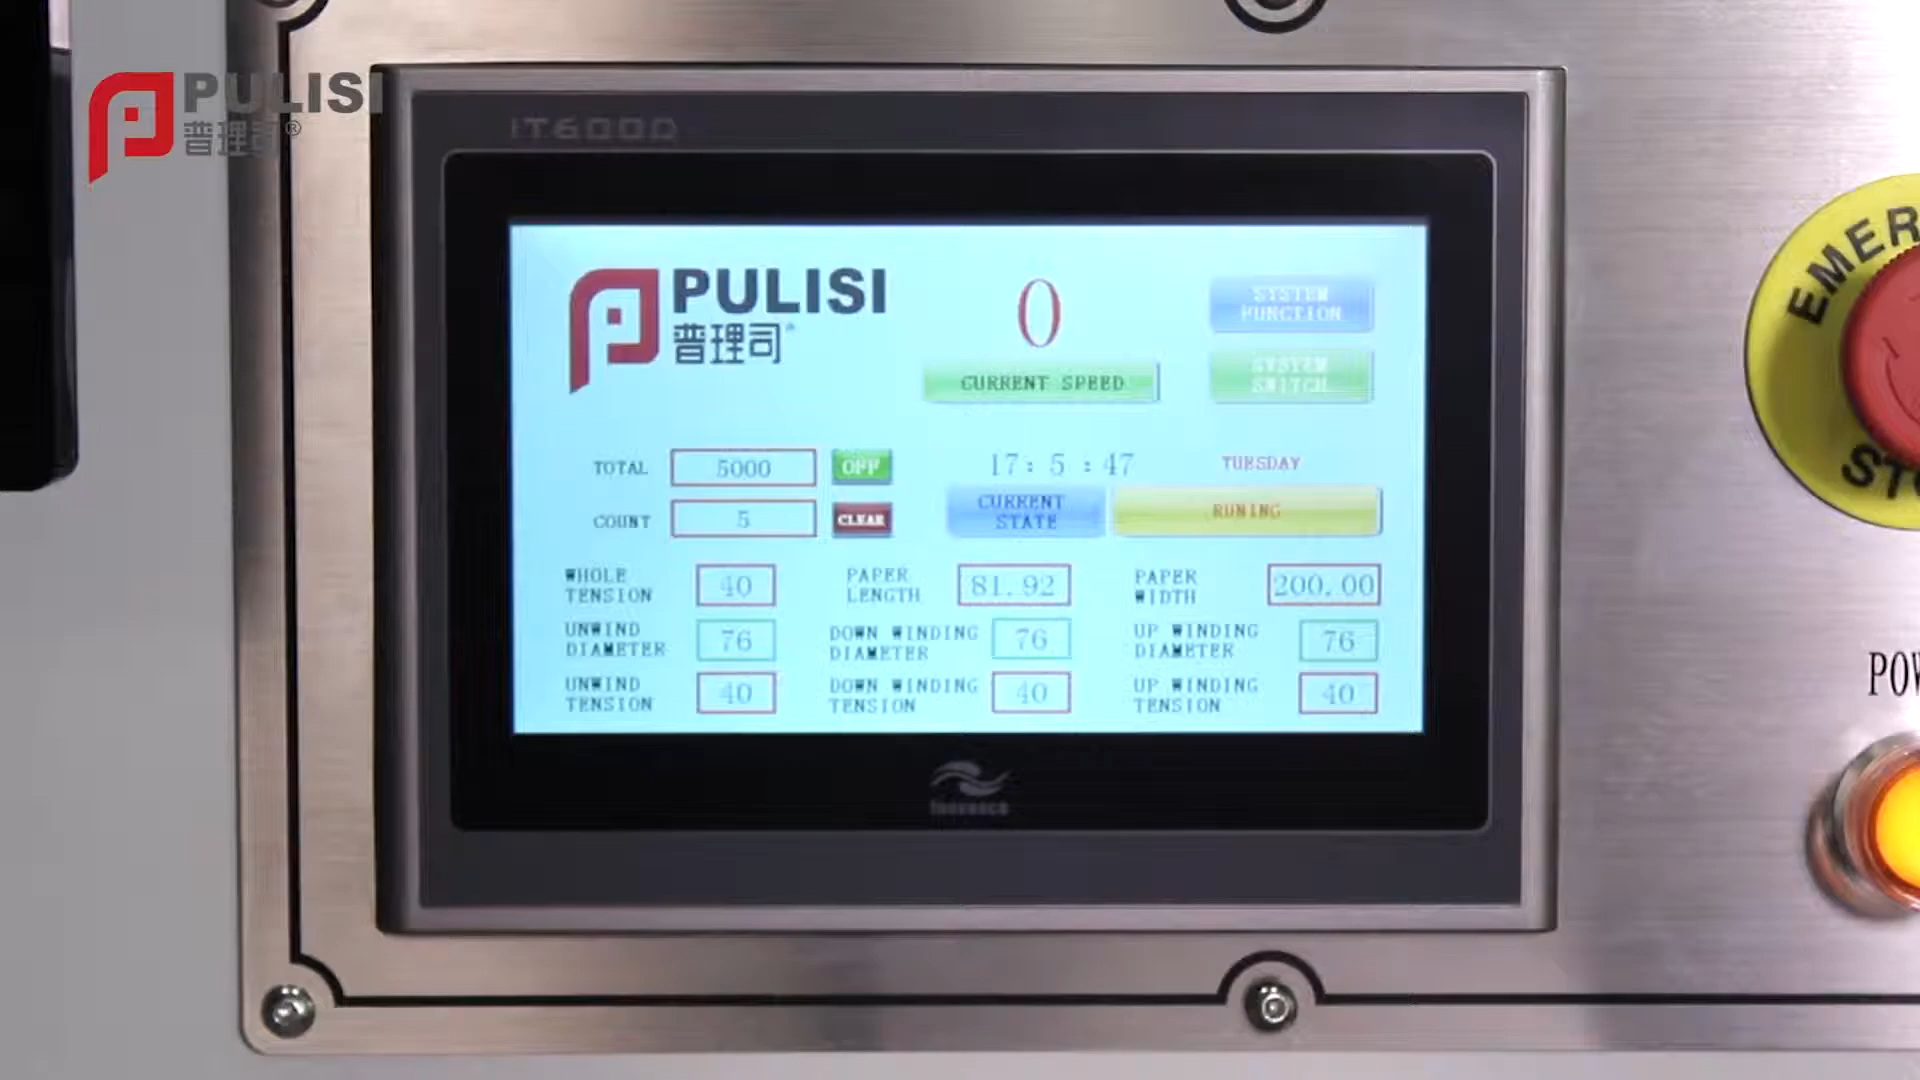 PULISI
普理司®
IT6000
PULISI
普理司®
0
CURRENT SPEED
SYSTEM
FUNCTION
SYSTEM
SWITCH
TOTAL 5000 OFF
17: 5 :47 TUESDAY
COUNT 5 CLEAR
CURRENT
STATE
RUNING
WHOLE
TENSION 40
PAPER
LENGTH 81.92
PAPER
WIDTH 200.00
UNWIND
DIAMETER 76
DOWN WINDING
DIAMETER 76
UP WINDING
DIAMETER 76
UNWIND
TENSION 40
DOWN WINDING
TENSION 40
UP WINDING
TENSION 40
EMER
STO
POW